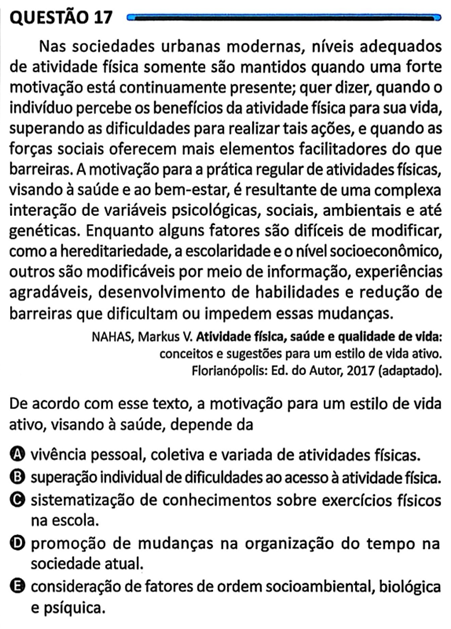 QUESTÃO 17
Nas sociedades urbanas modernas, níveis adequados
de atividade física somente são mantidos quando uma forte
motivação está continuamente presente; quer dizer, quando o
indivíduo percebe os benefícios da atividade física para sua vida,
superando as dificuldades para realizar tais ações, e quando as
forças sociais oferecem mais elementos facilitadores do que
barreiras. A motivação para a prática regular de atividades físicas,
visando à saúde e ao bem-estar, é resultante de uma complexa
interação de variáveis psicológicas, sociais, ambientais e até
genéticas. Enquanto alguns fatores são difíceis de modificar,
como a hereditariedade, a escolaridade e o nível socioeconômico,
outros são modificáveis por meio de informação, experiências
agradáveis, desenvolvimento de habilidades e redução de
barreiras que dificultam ou impedem essas mudanças.
NAHAS, Markus V. Atividade física, saúde e qualidade de vida:
conceitos e sugestões para um estilo de vida ativo.
Florianópolis: Ed. do Autor, 2017 (adaptado).
De acordo com esse texto, a motivação para um estilo de vida
ativo, visando à saúde, depende da
A vivência pessoal, coletiva e variada de atividades físicas.
B superação individual de dificuldades ao acesso à atividade física.
C sistematização de conhecimentos sobre exercícios físicos
na escola.
D promoção de mudanças na organização do tempo na
sociedade atual.
E consideração de fatores de ordem socioambiental, biológica
e psíquica.